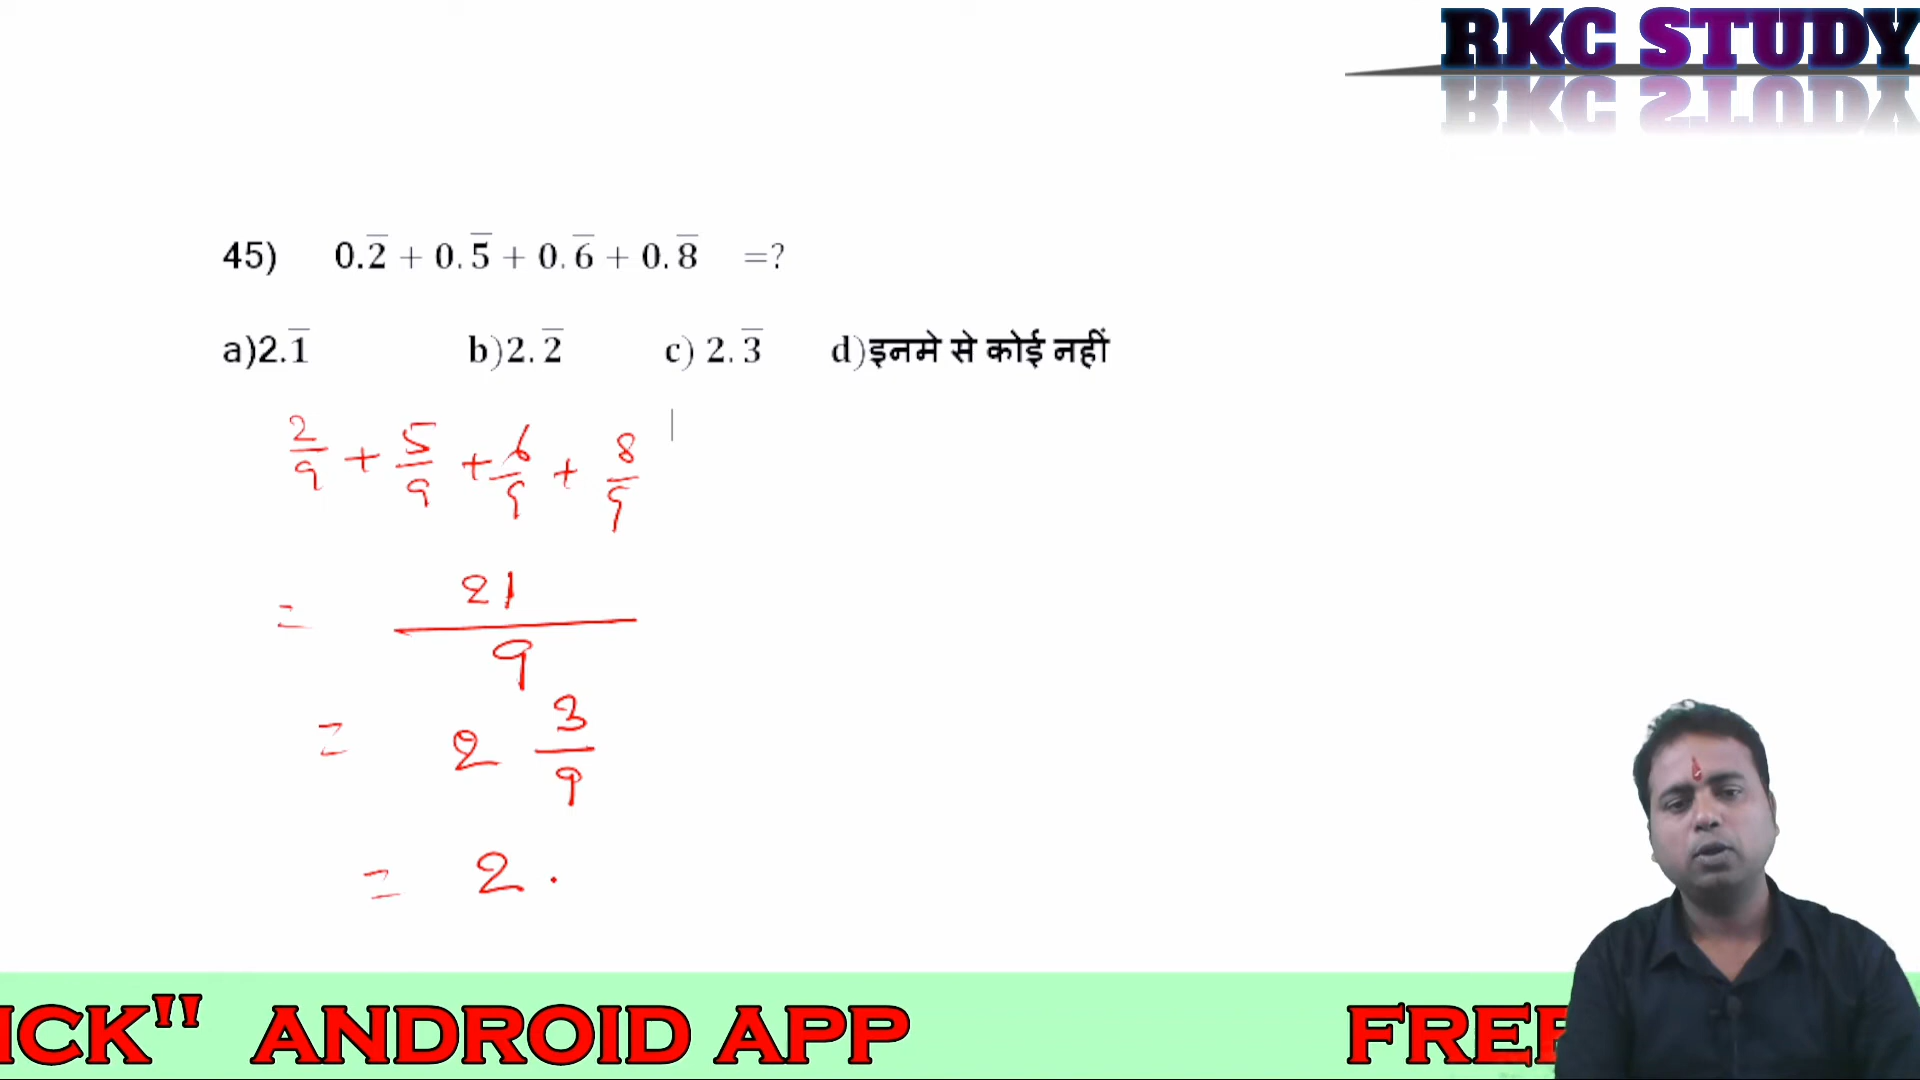 RKC STUDY
45) 0.2̅ + 0.5̅ + 0.6̅ + 0.8̅ =?
a)2.1̅ b)2.2̅ c) 2.3̅ d)इनमे से कोई नहीं
2/9 + 5/9 + 6/9 + 8/9
= 21/9
= 2 3/9
= 2 .
ICK" ANDROID APP FREE